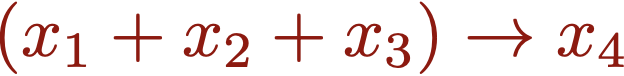 (x₁ + x₂ + x₃) → x₄